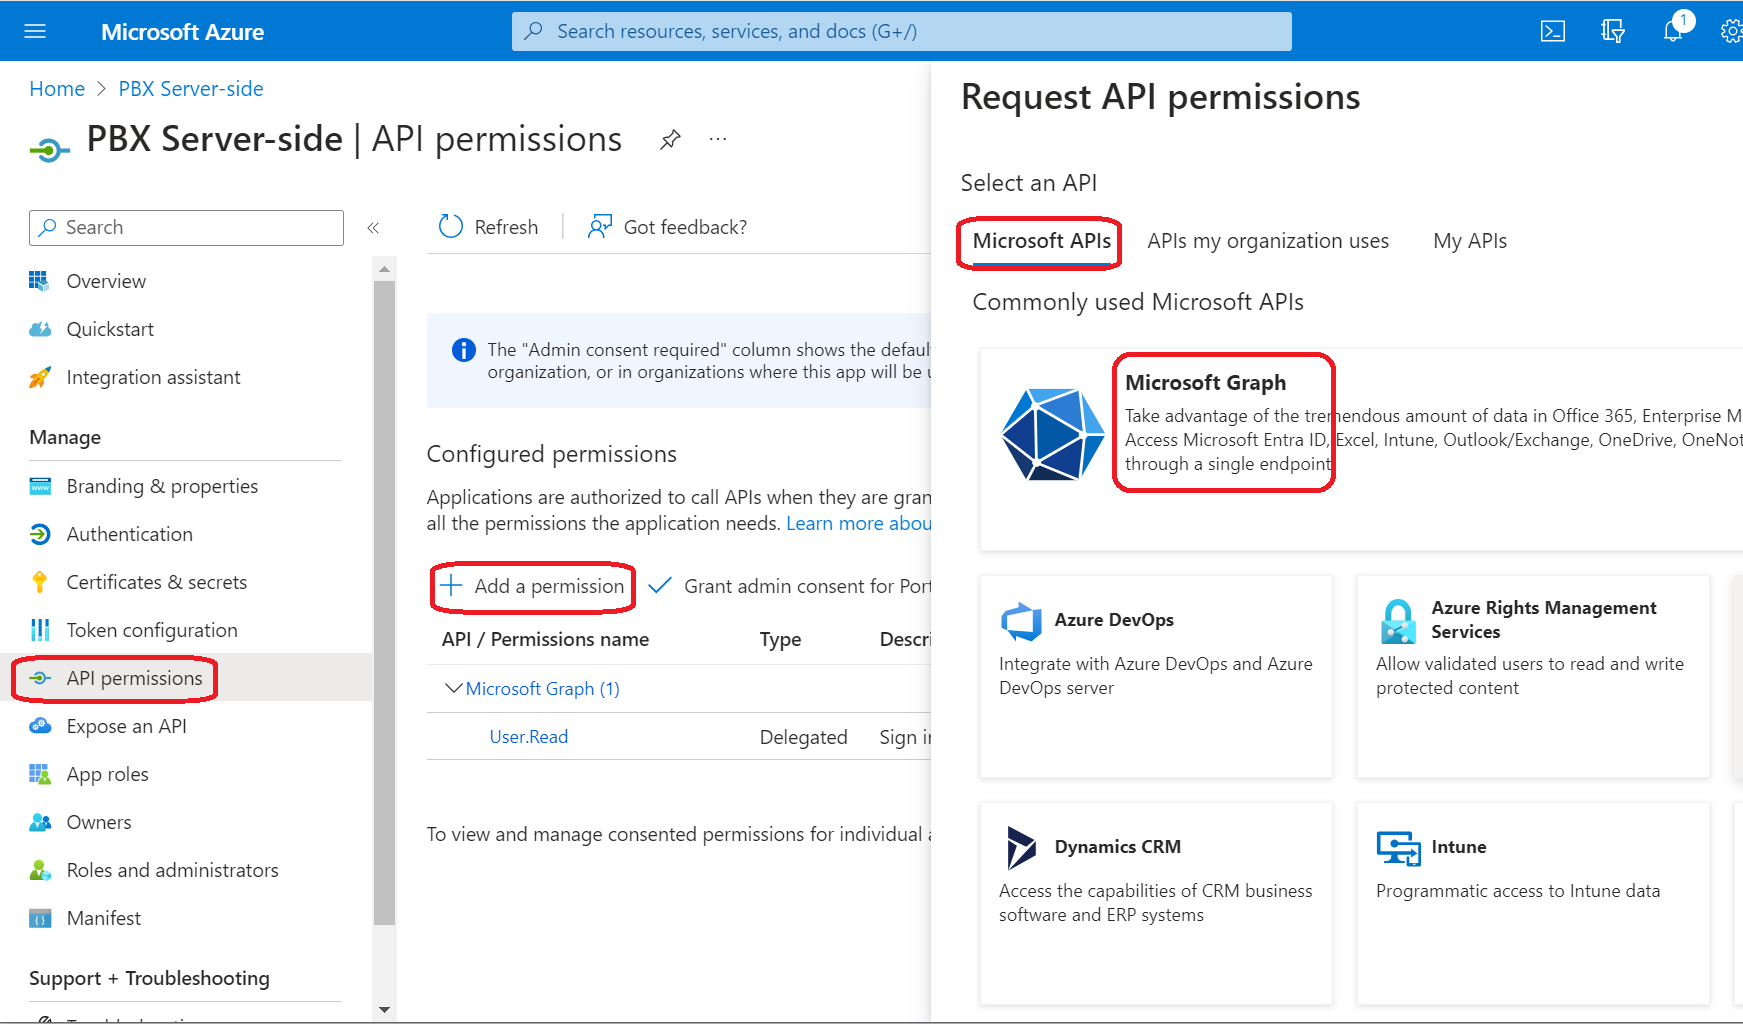 Microsoft Azure
Search resources, services, and docs (G+/)
1
Home > PBX Server-side
PBX Server-side | API permissions
...
Search
«
Refresh
Got feedback?
Overview
Quickstart
Integration assistant
Manage
Branding & properties
Authentication
Certificates & secrets
Token configuration
API permissions
Expose an API
App roles
Owners
Roles and administrators
Manifest
Support + Troubleshooting
The "Admin consent required" column shows the defaul
organization, or in organizations where this app will be
Configured permissions
Applications are authorized to call APIs when they are gran
all the permissions the application needs. Learn more abou
Add a permission
Grant admin consent for Port
API / Permissions name Type Descri
Microsoft Graph (1)
User.Read Delegated Sign in
To view and manage consented permissions for individual
Request API permissions
Select an API
Microsoft APIs
APIs my organization uses
My APIs
Commonly used Microsoft APIs
Microsoft Graph
Take advantage of the tremendous amount of data in Office 365, Enterprise M
Access Microsoft Entra ID, Excel, Intune, Outlook/Exchange, OneDrive, OneNot
through a single endpoint
Azure DevOps
Integrate with Azure DevOps and Azure
DevOps server
Azure Rights Management
Services
Allow validated users to read and write
protected content
Dynamics CRM
Access the capabilities of CRM business
software and ERP systems
Intune
Programmatic access to Intune data